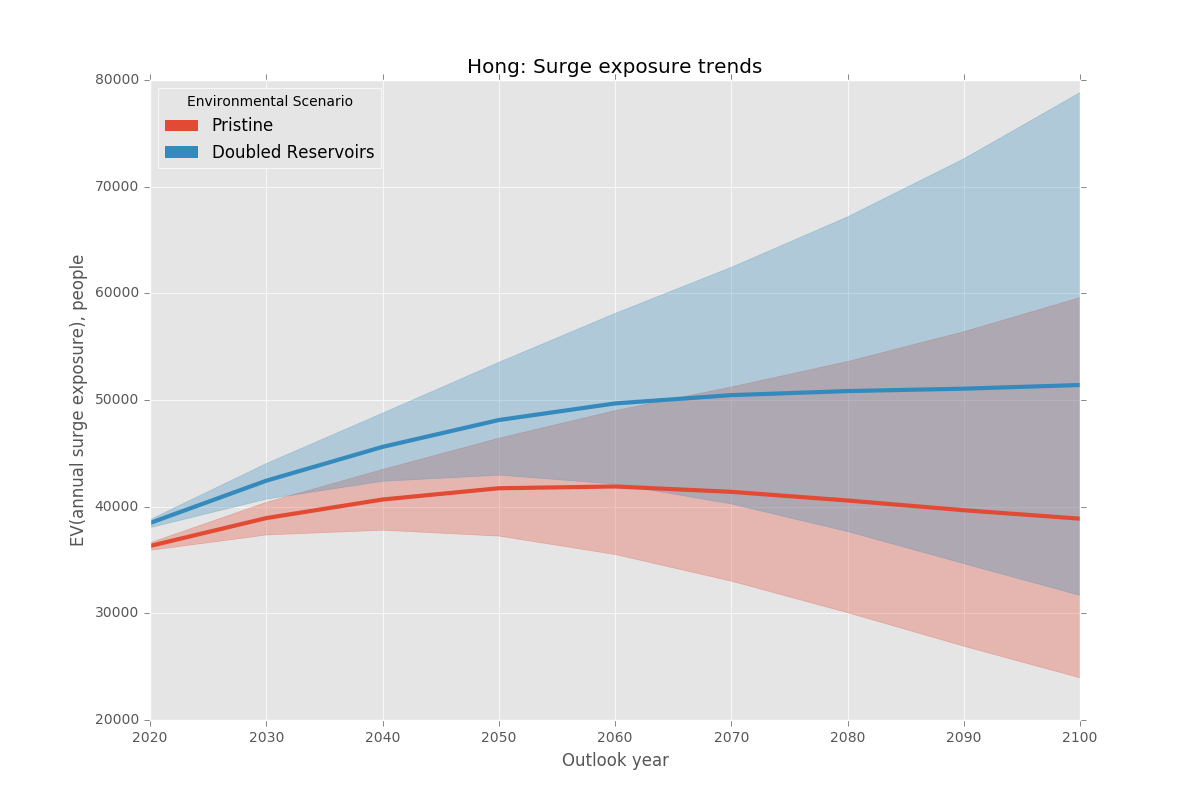 Hong: Surge exposure trends
80000
70000
60000
50000
40000
30000
20000
EV(annual surge exposure), people
Environmental Scenario
Pristine
Doubled Reservoirs
2020 2030 2040 2050 2060 2070 2080 2090 2100
Outlook year